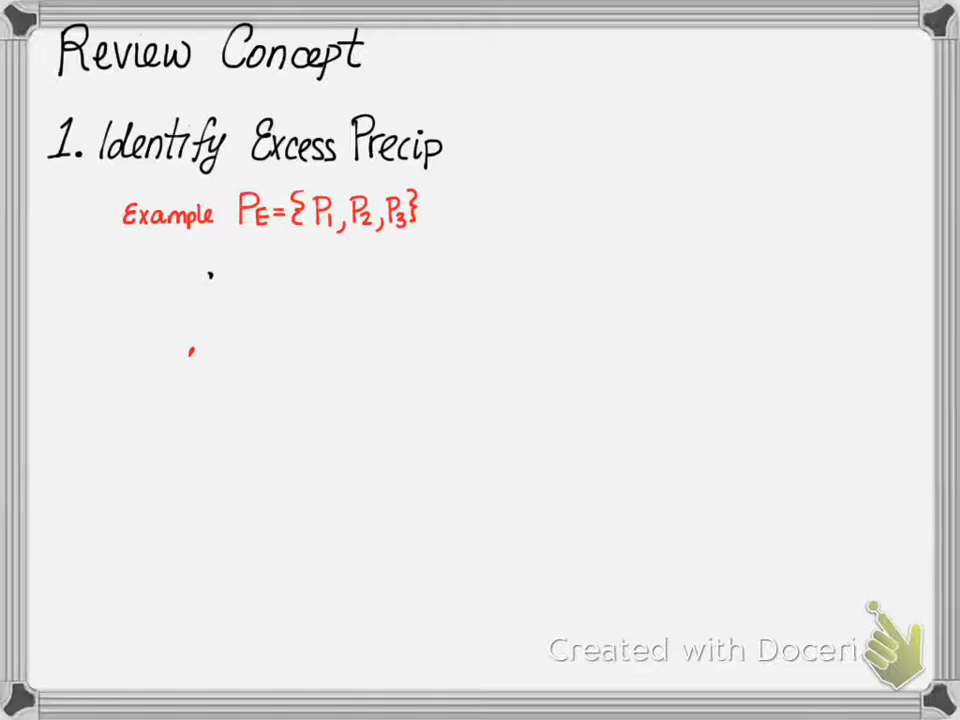 Review Concept
1. Identify Excess Precip
Example P_E = {P_1, P_2, P_3}
Created with Doceri